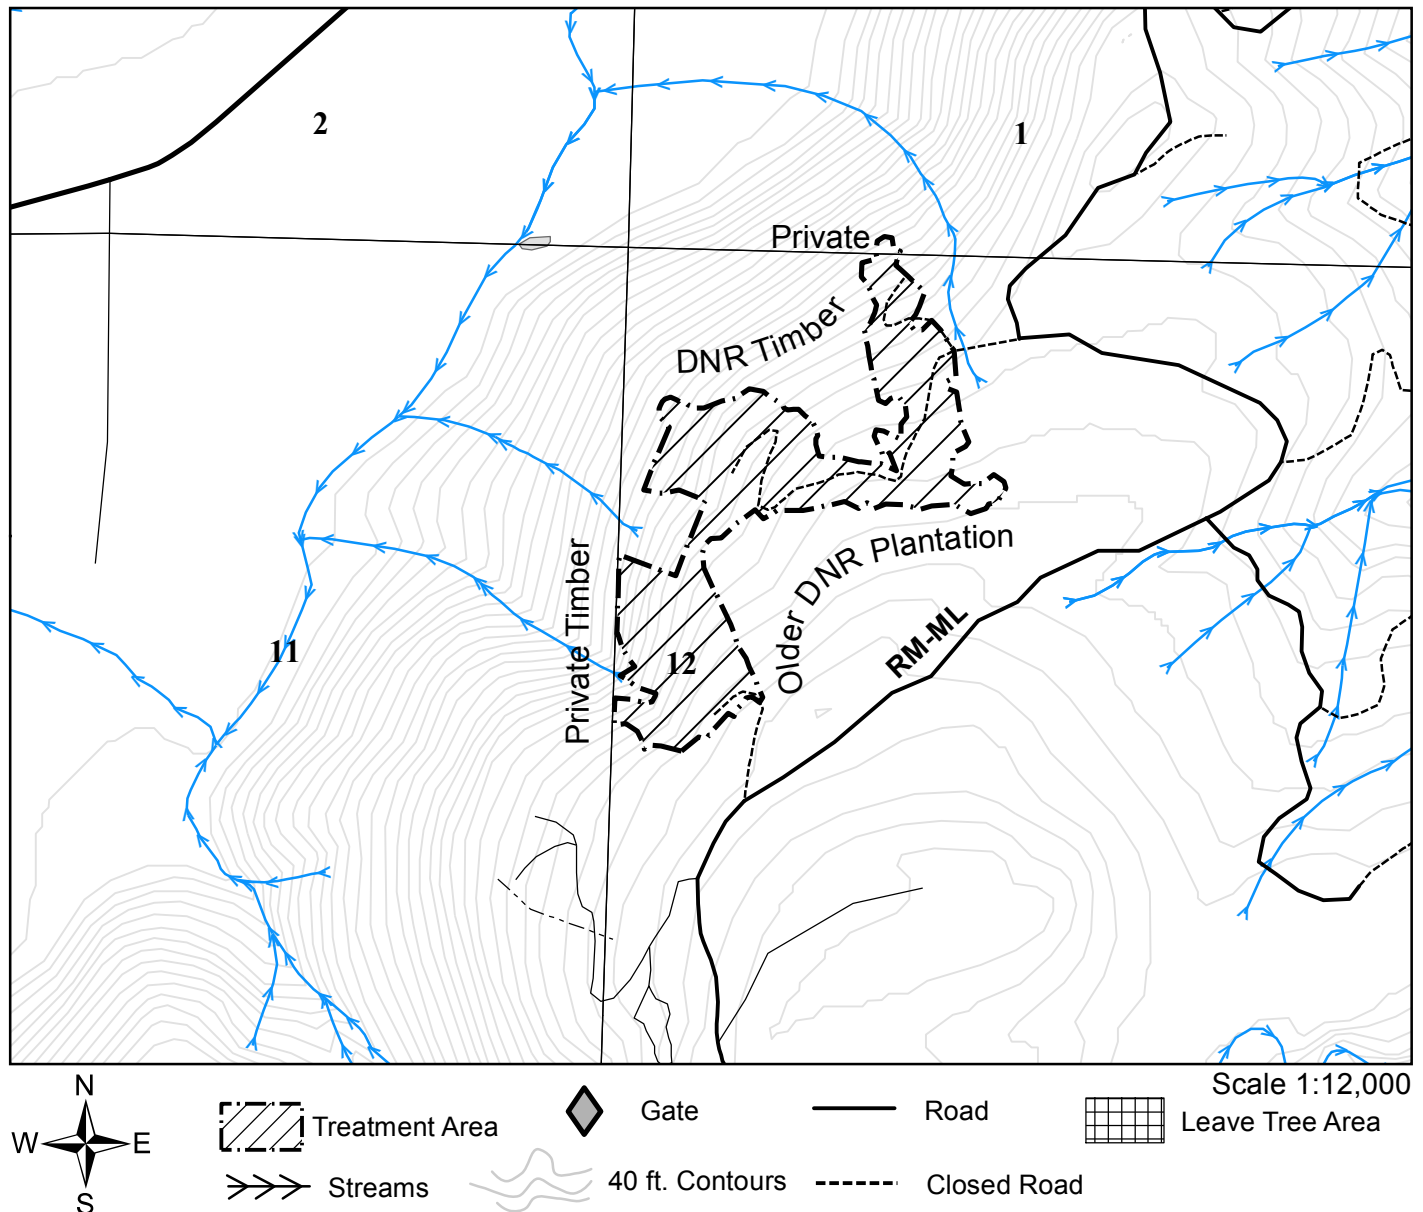 2
1
Private
DNR Timber
Older DNR Plantation
Private Timber
RM-ML
11
12
Scale 1:12,000
N
W
E
S
Treatment Area
Gate
Road
Leave Tree Area
Streams
40 ft. Contours
Closed Road